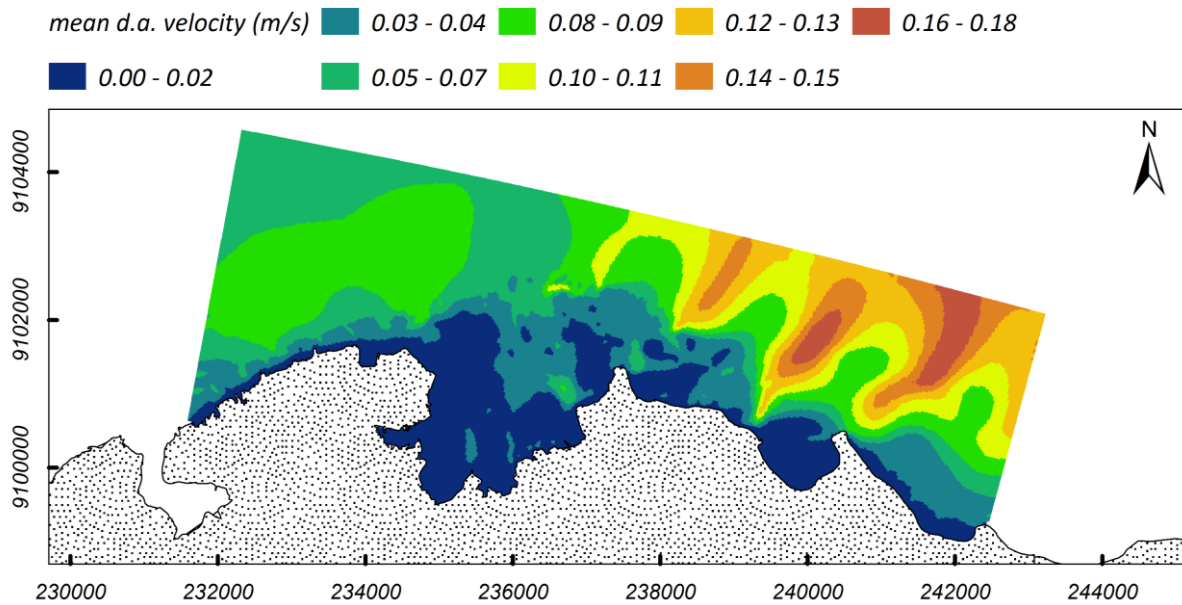 mean d.a. velocity (m/s) 0.03 - 0.04 0.08 - 0.09 0.12 - 0.13 0.16 - 0.18
0.00 - 0.02 0.05 - 0.07 0.10 - 0.11 0.14 - 0.15
N
9104000
9102000
9100000
230000 232000 234000 236000 238000 240000 242000 244000